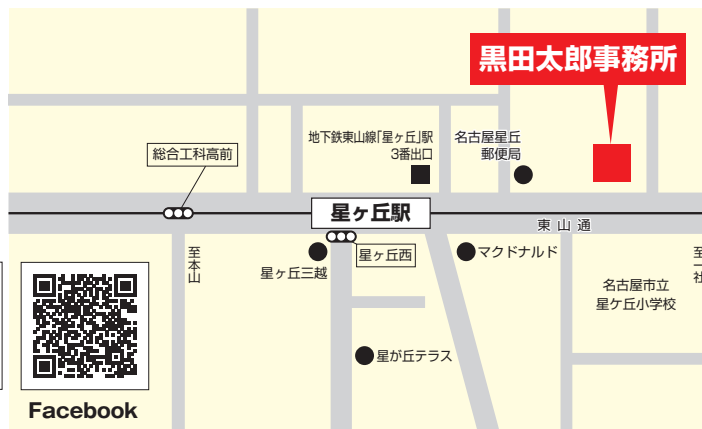 黒田太郎事務所
地下鉄東山線「星ヶ丘」駅
3番出口
名古屋星丘
郵便局
総合工科高前
星ヶ丘駅
東山通
至本山
星ヶ丘三越
星ヶ丘西
マクドナルド
至一社
名古屋市立
星ケ丘小学校
星が丘テラス
Facebook